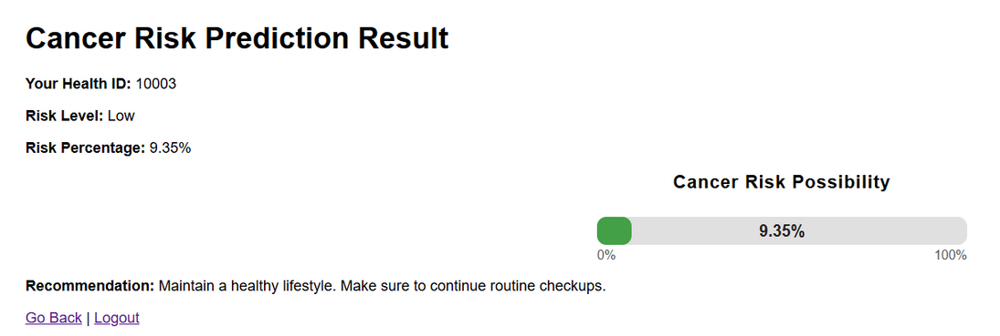 Cancer Risk Prediction Result
Your Health ID: 10003
Risk Level: Low
Risk Percentage: 9.35%
Cancer Risk Possibility
9.35%
0% 100%
Recommendation: Maintain a healthy lifestyle. Make sure to continue routine checkups.
Go Back | Logout